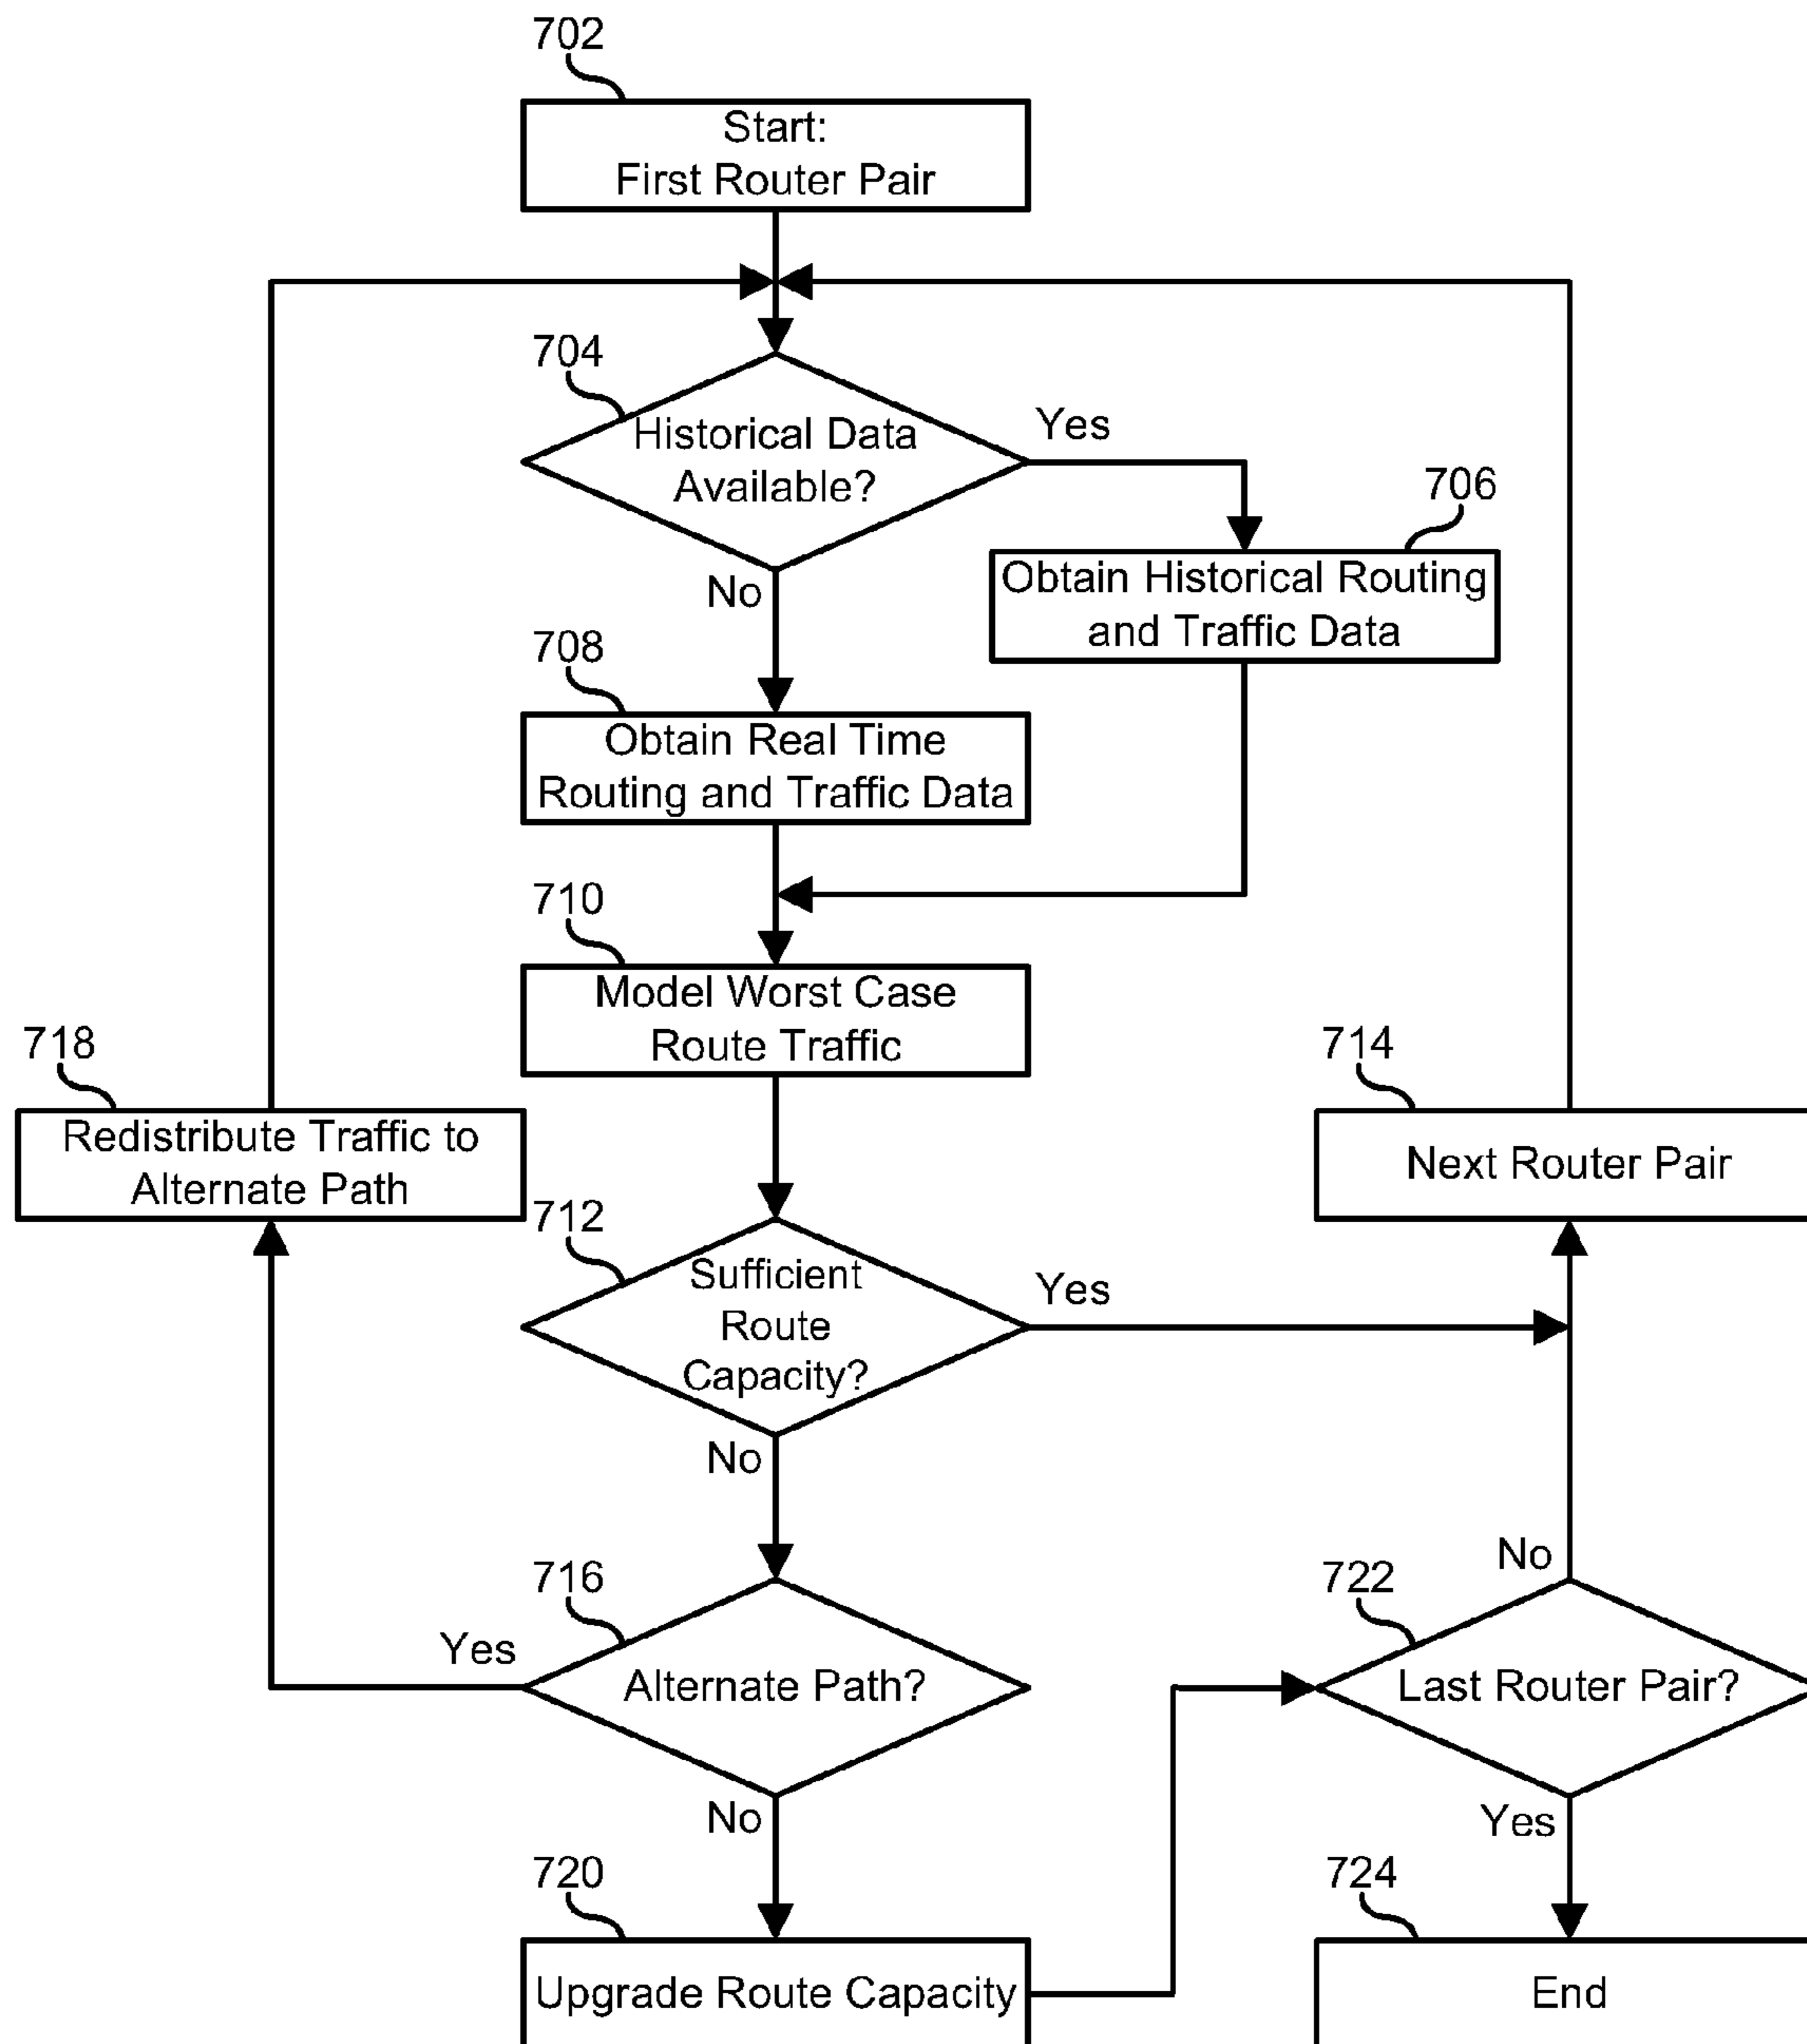 702
Start:
First Router Pair
704
Historical Data
Available?
Yes
No
706
Obtain Historical Routing
and Traffic Data
708
Obtain Real Time
Routing and Traffic Data
710
Model Worst Case
Route Traffic
718
Redistribute Traffic to
Alternate Path
714
Next Router Pair
712
Sufficient
Route
Capacity?
Yes
No
716
Yes
Alternate Path?
No
722
No
Last Router Pair?
Yes
720
Upgrade Route Capacity
724
End